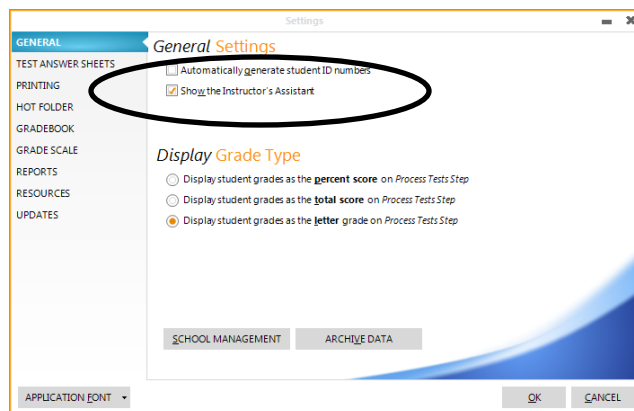 Settings
GENERAL
TEST ANSWER SHEETS
PRINTING
HOT FOLDER
GRADEBOOK
GRADE SCALE
REPORTS
RESOURCES
UPDATES
General Settings
Automatically generate student ID numbers
Show the Instructor's Assistant
Display Grade Type
Display student grades as the percent score on Process Tests Step
Display student grades as the total score on Process Tests Step
Display student grades as the letter grade on Process Tests Step
SCHOOL MANAGEMENT
ARCHIVE DATA
APPLICATION FONT
OK
CANCEL